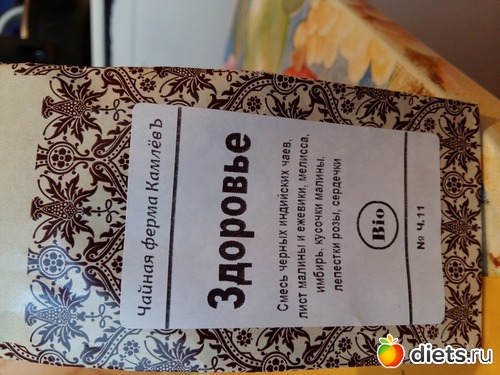 Чайная ферма Камлёвъ
Здоровье
Смесь черных индийских чаев,
лист малины и ежевики, мелисса,
имбирь, кусочки малины,
лепестки розы, сердечки
Bio
№ Ч.11
diets.ru